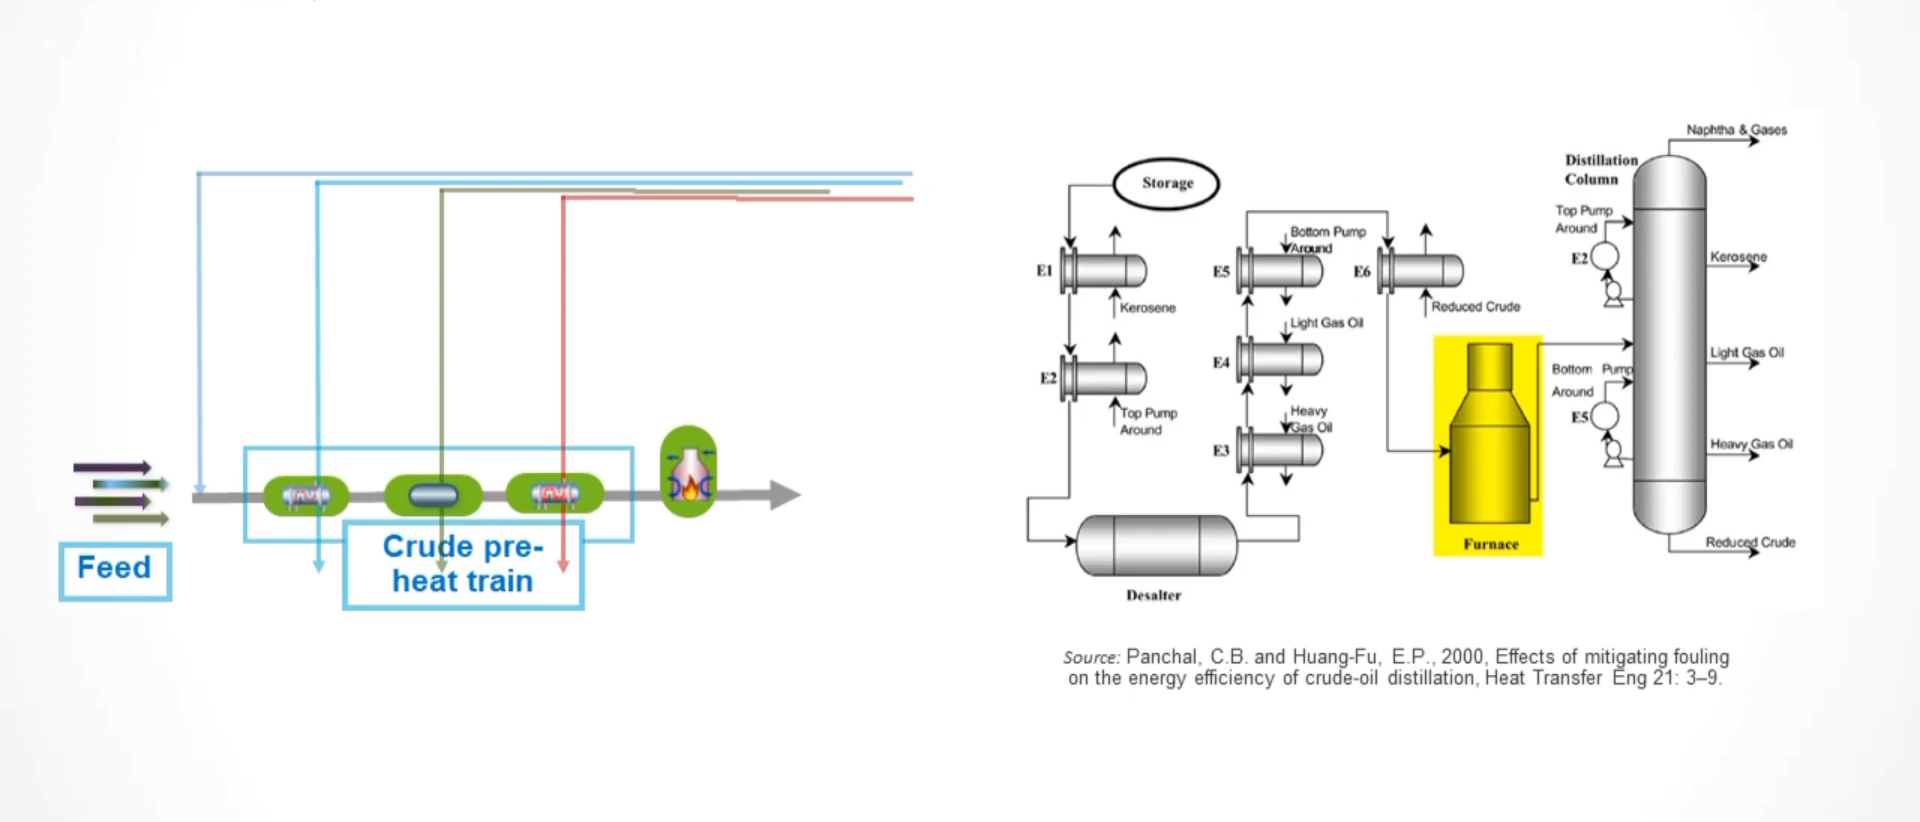 Feed
Crude pre-
heat train
Storage
E1
Kerosene
E2
Top Pump
Around
Desalter
Bottom Pump
Around
E5
Light Gas Oil
E4
Heavy
Gas Oil
E3
E6
Reduced Crude
Furnace
Naphtha & Gases
Distillation
Column
Top Pump
Around
E2
Kerosene
Light Gas Oil
Bottom Pump
Around
E5
Heavy Gas Oil
Reduced Crude
Source: Panchal, C.B. and Huang-Fu, E.P., 2000, Effects of mitigating fouling
on the energy efficiency of crude-oil distillation, Heat Transfer Eng 21: 3–9.